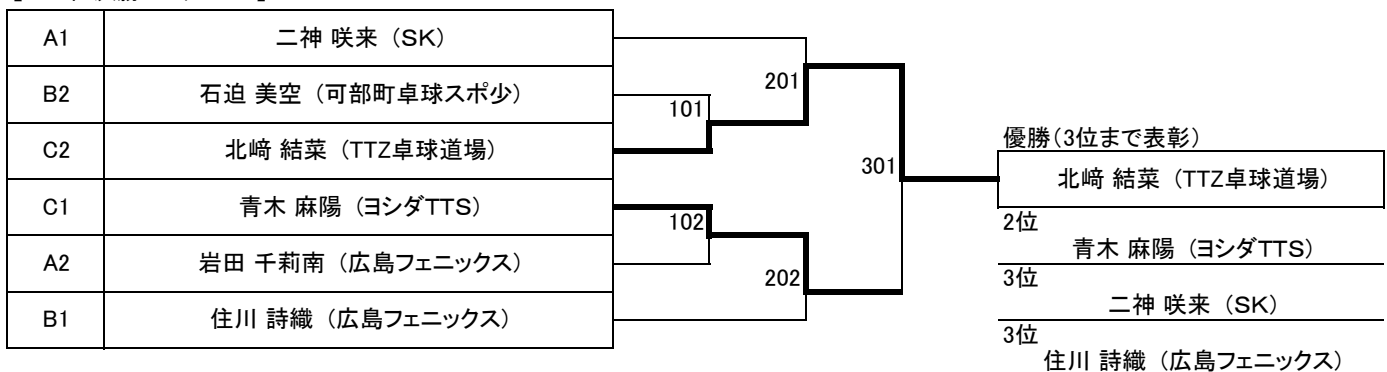 A1 二神 咲来（SK）
B2 石迫 美空（可部町卓球スポ少）
C2 北﨑 結菜（TTZ卓球道場）
C1 青木 麻陽（ヨシダTTS）
A2 岩田 千莉南（広島フェニックス）
B1 住川 詩織（広島フェニックス）
101
102
201
202
301
優勝（3位まで表彰）
北﨑 結菜（TTZ卓球道場）
2位
青木 麻陽（ヨシダTTS）
3位
二神 咲来（SK）
3位
住川 詩織（広島フェニックス）